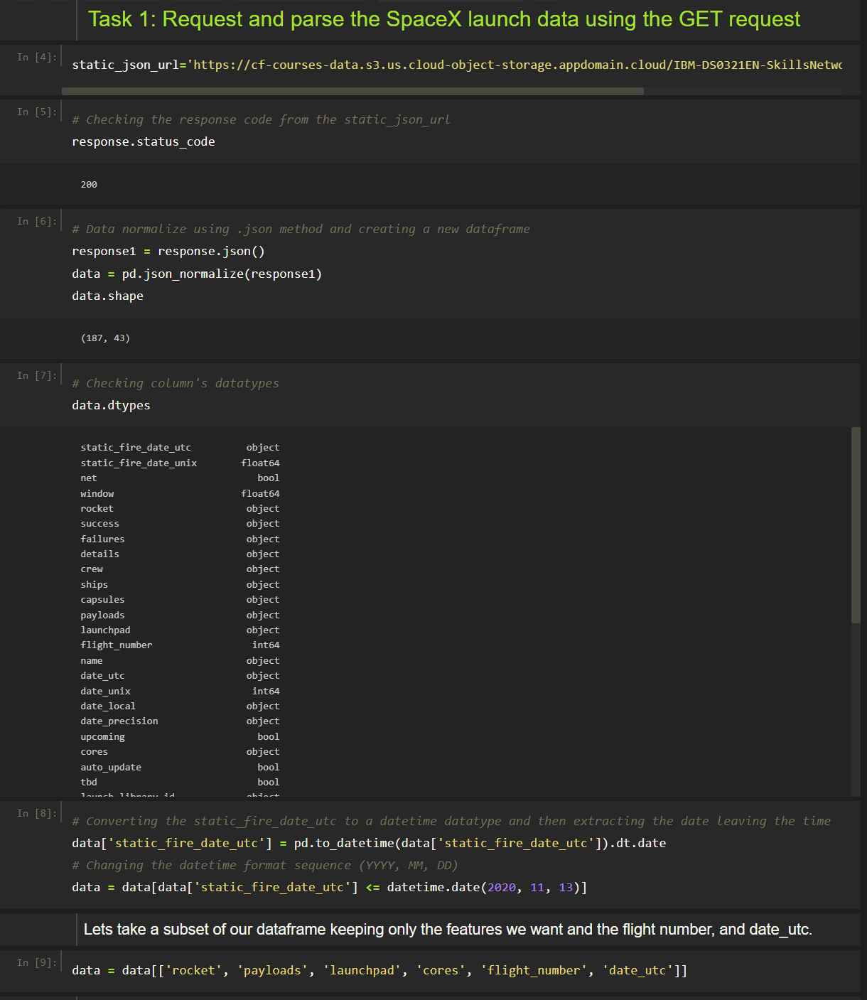 Task 1: Request and parse the SpaceX launch data using the GET request
In [4]:
static_json_url='https://cf-courses-data.s3.us.cloud-object-storage.appdomain.cloud/IBM-DS0321EN-SkillsNetwo
In [5]:
# Checking the response code from the static_json_url
response.status_code
200
In [6]:
# Data normalize using .json method and creating a new dataframe
response1 = response.json()
data = pd.json_normalize(response1)
data.shape
(187, 43)
In [7]:
# Checking column's datatypes
data.dtypes
static_fire_date_utc object
static_fire_date_unix float64
net bool
window float64
rocket object
success object
failures object
details object
crew object
ships object
capsules object
payloads object
launchpad object
flight_number int64
name object
date_utc object
date_unix int64
date_local object
date_precision object
upcoming bool
cores object
auto_update bool
tbd bool
launch_library_id object
In [8]:
# Converting the static_fire_date_utc to a datetime datatype and then extracting the date leaving the time
data['static_fire_date_utc'] = pd.to_datetime(data['static_fire_date_utc']).dt.date
# Changing the datetime format sequence (YYYY, MM, DD)
data = data[data['static_fire_date_utc'] <= datetime.date(2020, 11, 13)]
Lets take a subset of our dataframe keeping only the features we want and the flight number, and date_utc.
In [9]:
data = data[['rocket', 'payloads', 'launchpad', 'cores', 'flight_number', 'date_utc']]